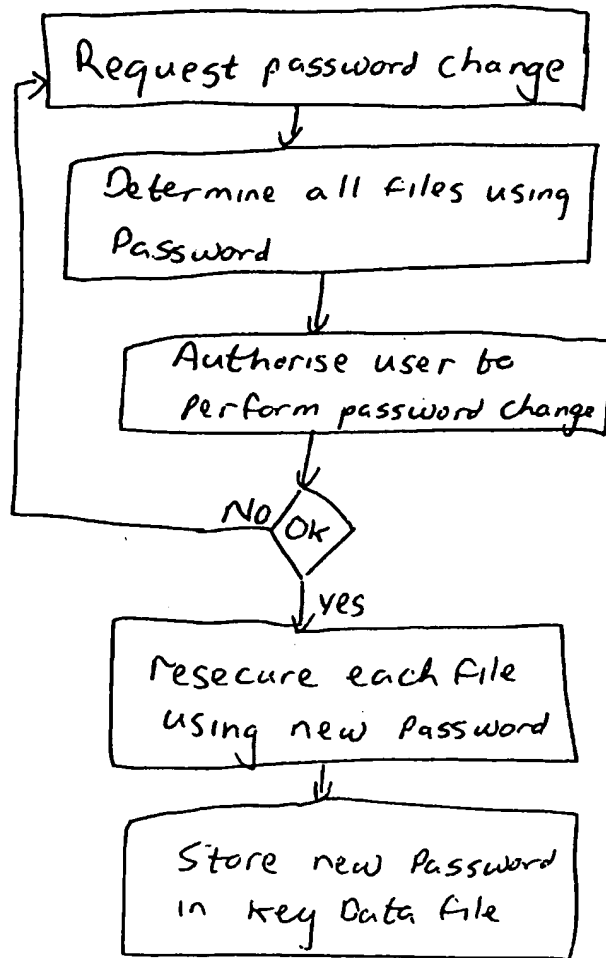 Request password change
Determine all files using
Password
Authorise user to
Perform password change
No
OK
yes
resecure each file
using new Password
Store new Password
in Key Data file